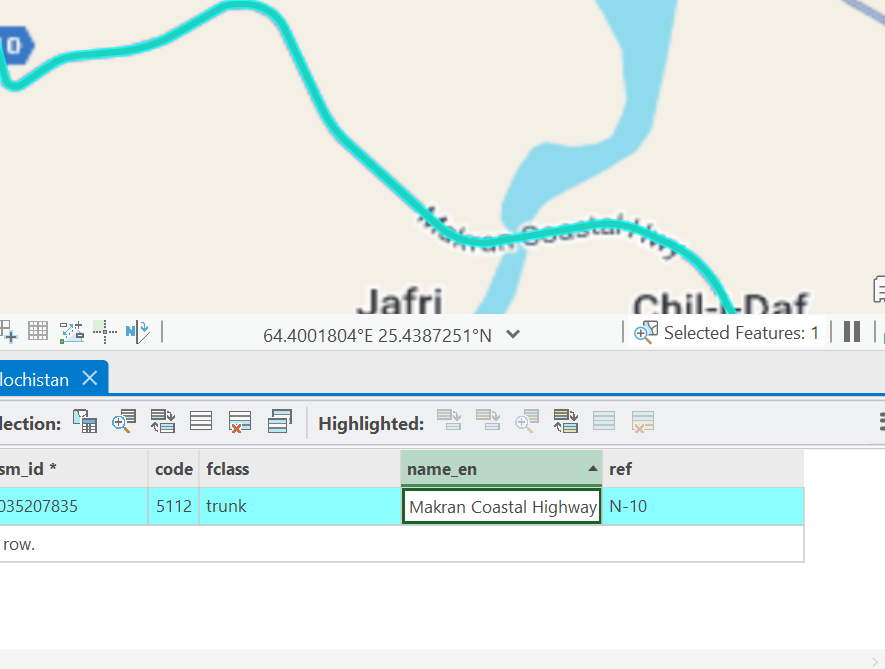 0
Makran Coastal Hwy
Jafri
Chil-i-Daf
N
64.4001804°E 25.4387251°N
Selected Features: 1
lochistan
lection:
Highlighted:
sm_id * code fclass name_en ref
035207835 5112 trunk Makran Coastal Highway N-10
row.